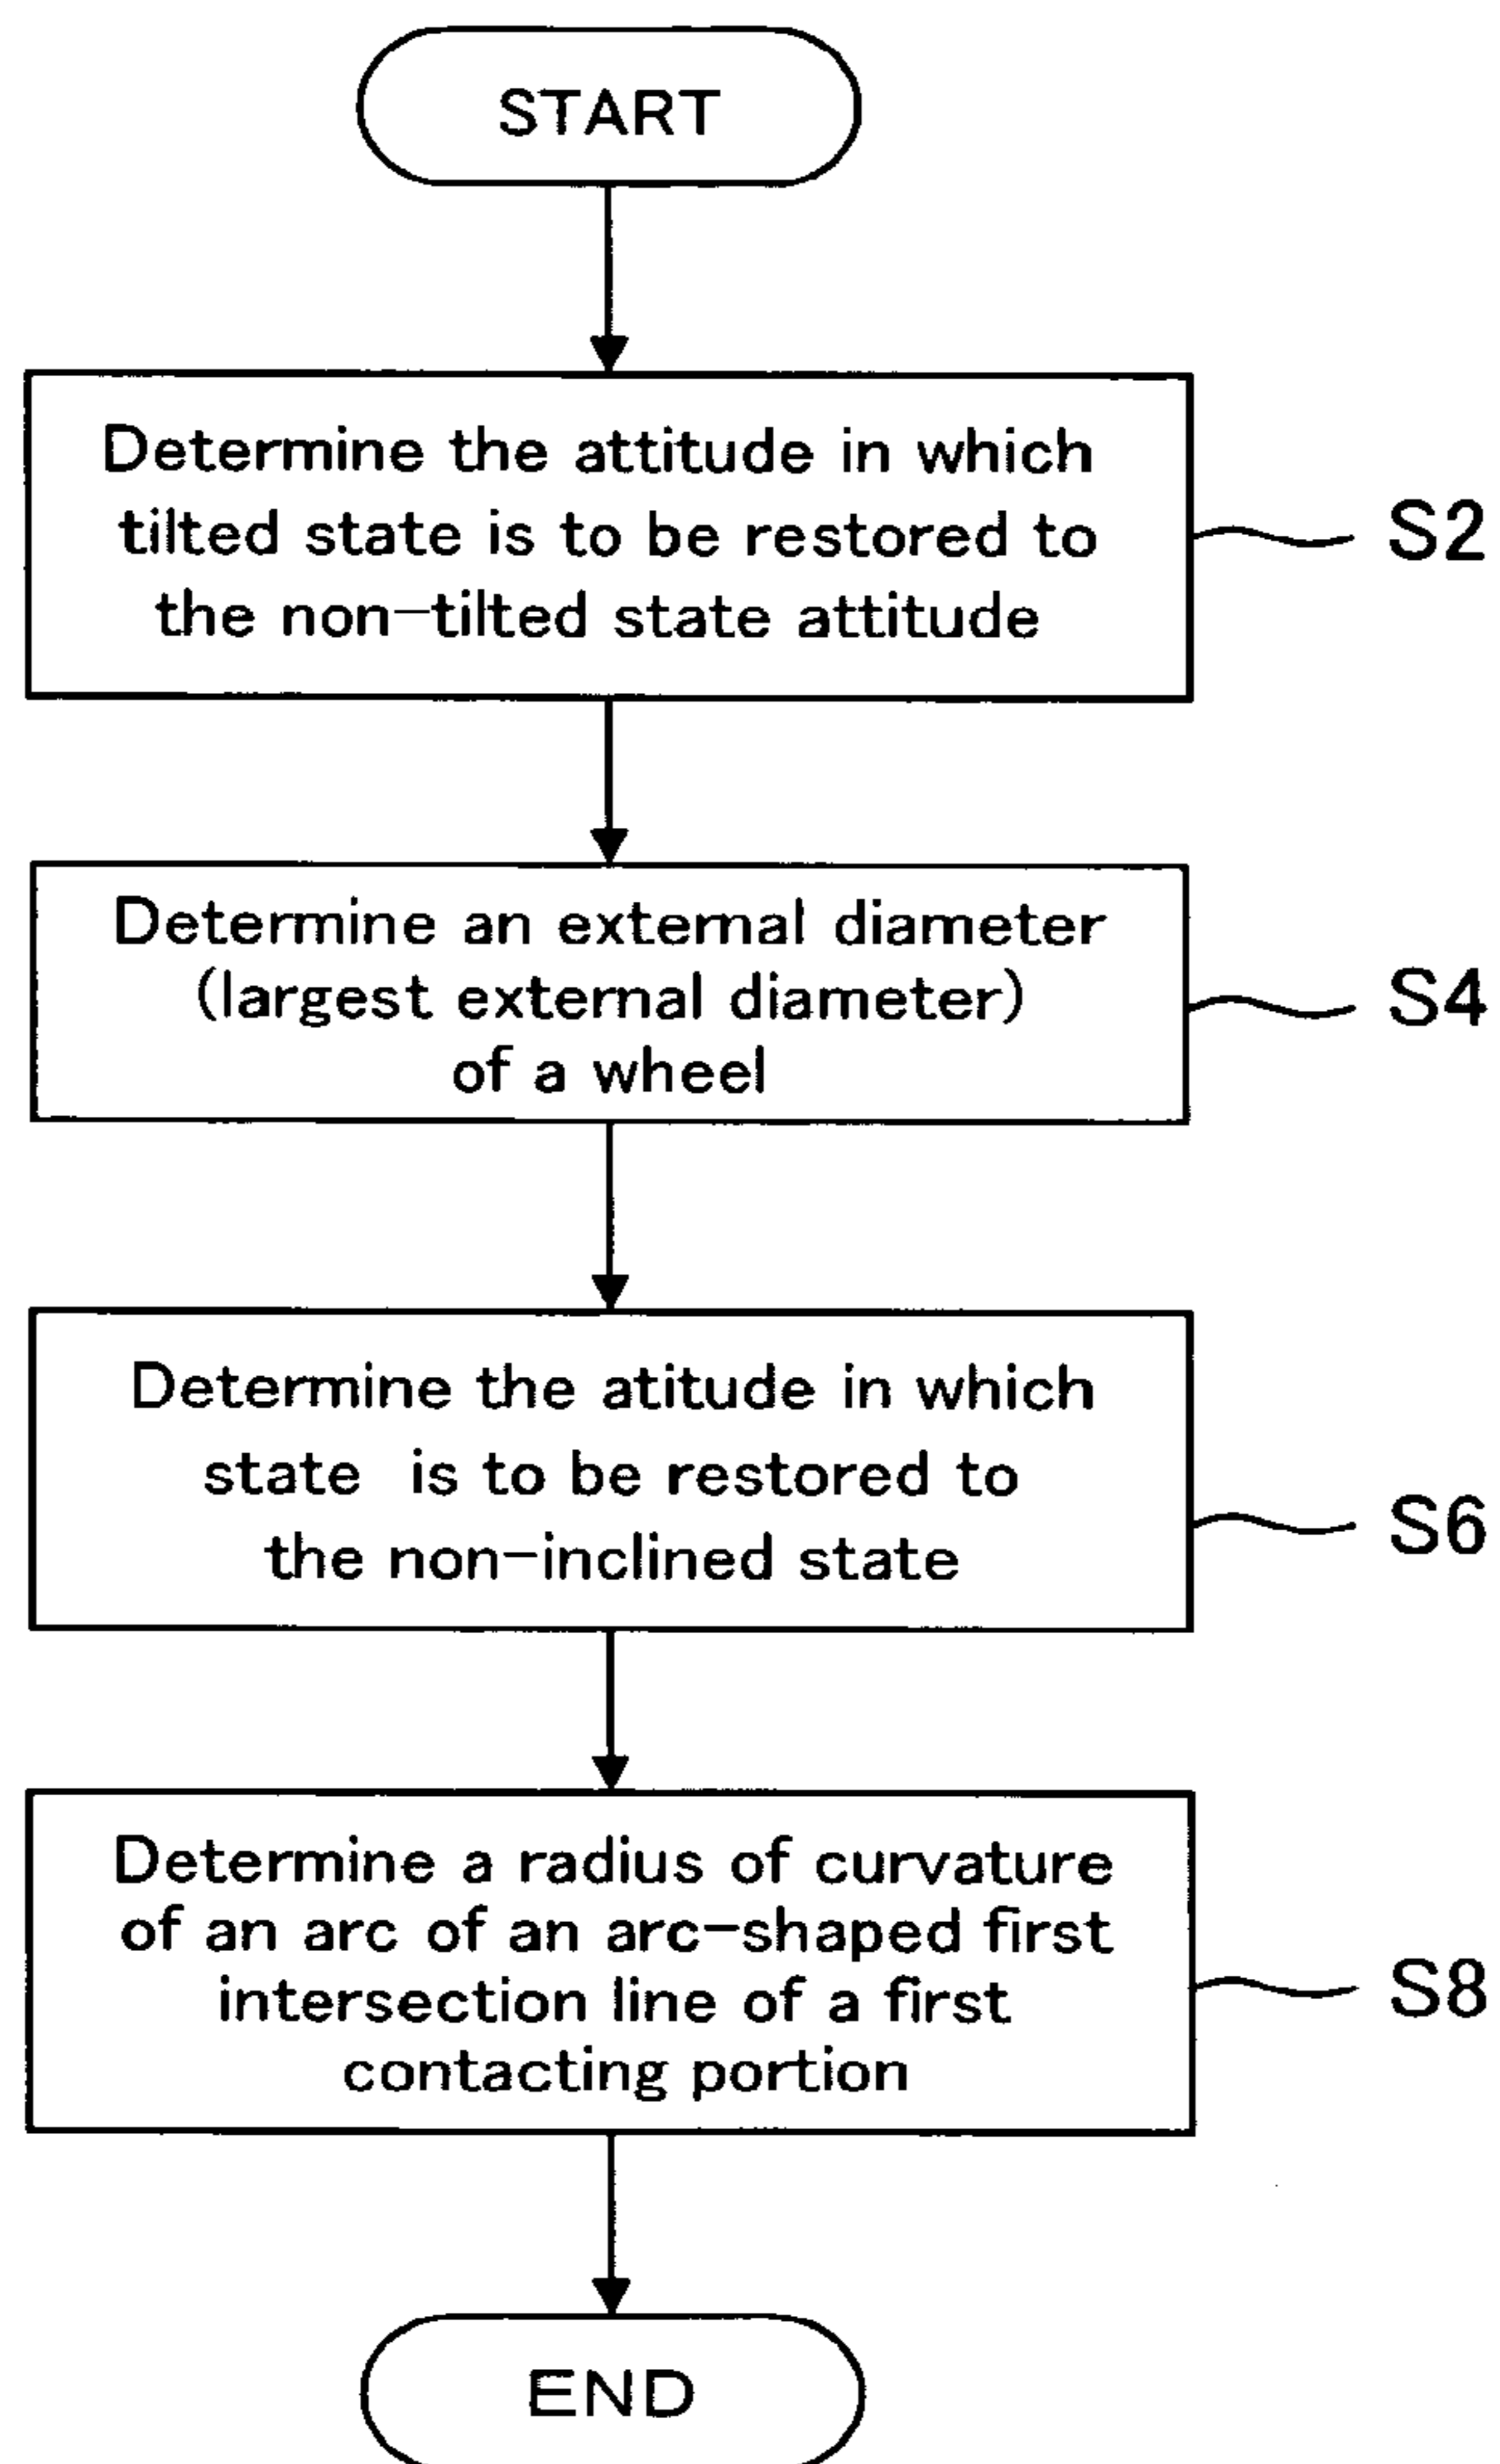 START
Determine the attitude in which
tilted state is to be restored to
the non-tilted state attitude
S2
Determine an external diameter
(largest external diameter)
of a wheel
S4
Determine the atitude in which
state is to be restored to
the non-inclined state
S6
Determine a radius of curvature
of an arc of an arc-shaped first
intersection line of a first
contacting portion
S8
END